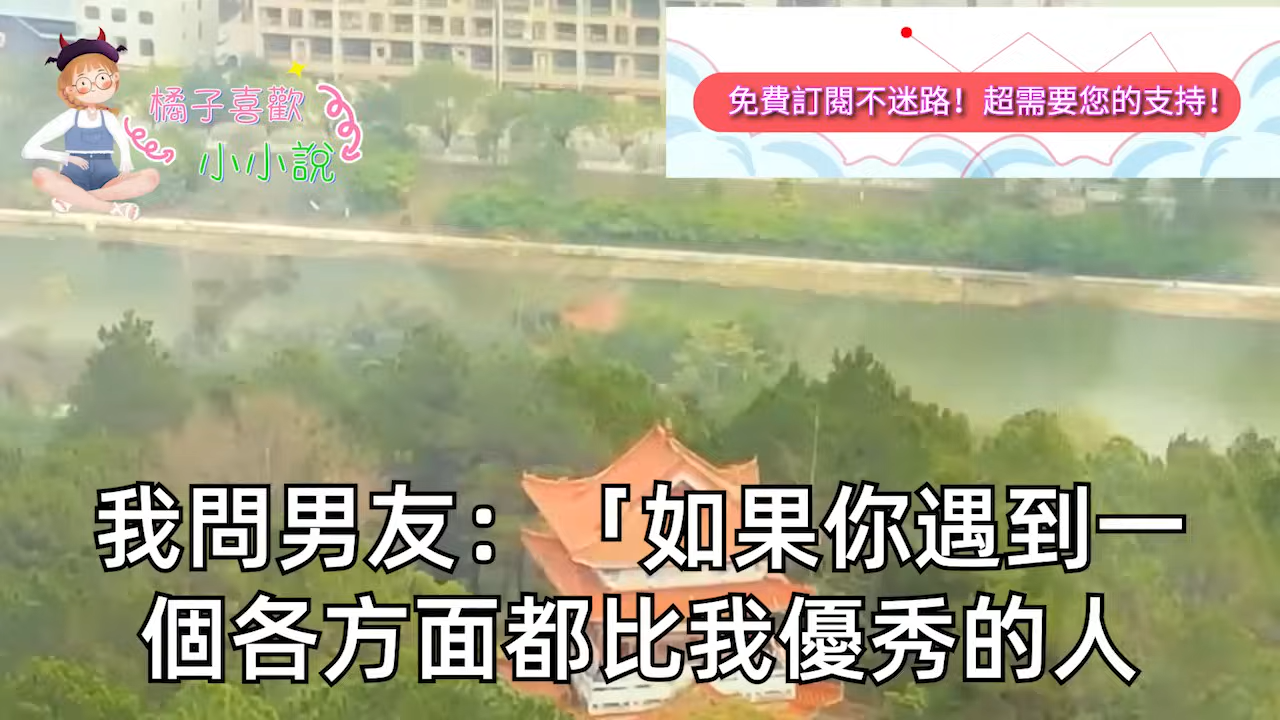 橘子喜歡
小小說
免費訂閱不迷路！超需要您的支持！
我問男友：「如果你遇到一
個各方面都比我優秀的人